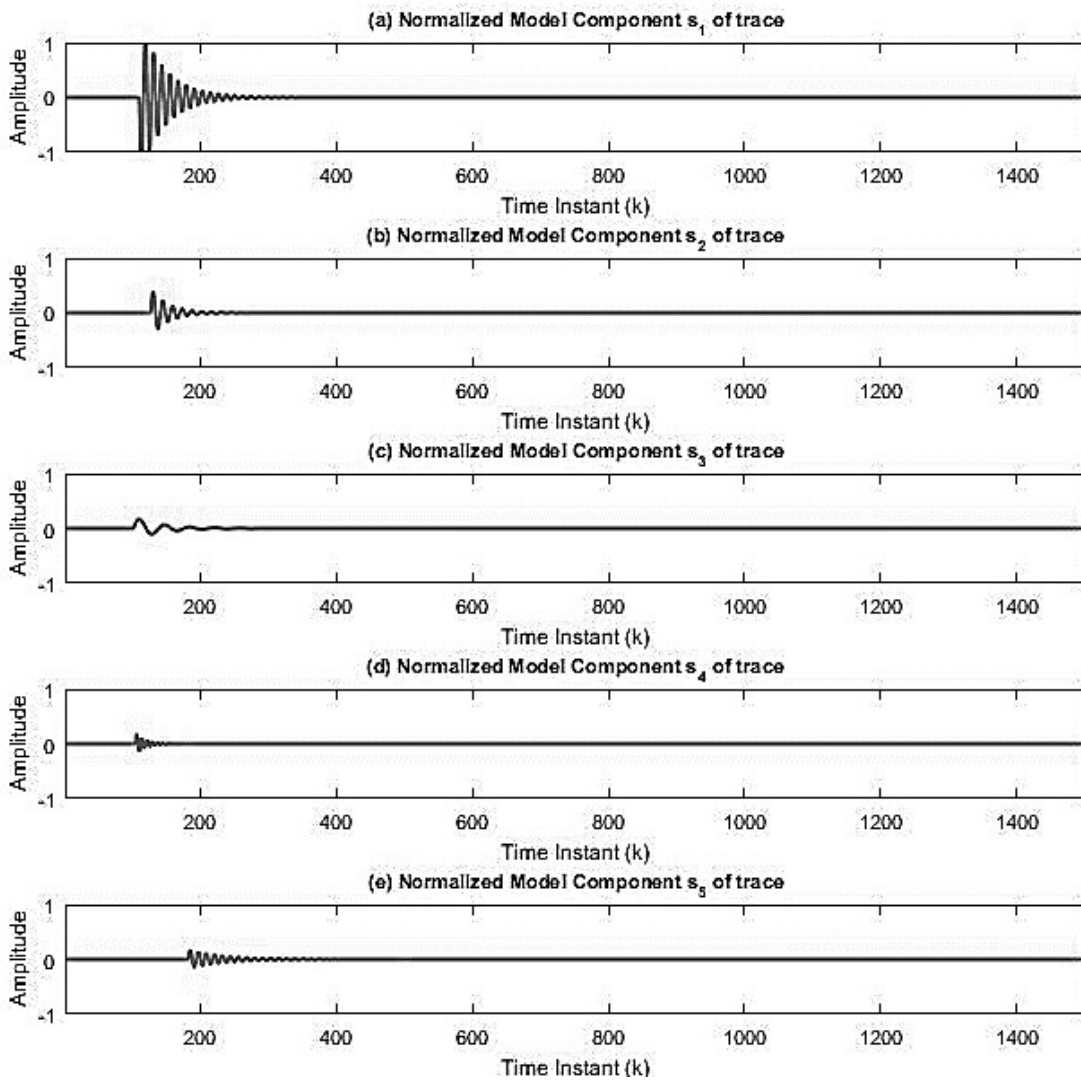 (a) Normalized Model Component s1 of trace
Amplitude
1
0
-1
200 400 600 800 1000 1200 1400
Time Instant (k)
(b) Normalized Model Component s2 of trace
Amplitude
1
0
-1
200 400 600 800 1000 1200 1400
Time Instant (k)
(c) Normalized Model Component s3 of trace
Amplitude
1
0
-1
200 400 600 800 1000 1200 1400
Time Instant (k)
(d) Normalized Model Component s4 of trace
Amplitude
1
0
-1
200 400 600 800 1000 1200 1400
Time Instant (k)
(e) Normalized Model Component s5 of trace
Amplitude
1
0
-1
200 400 600 800 1000 1200 1400
Time Instant (k)